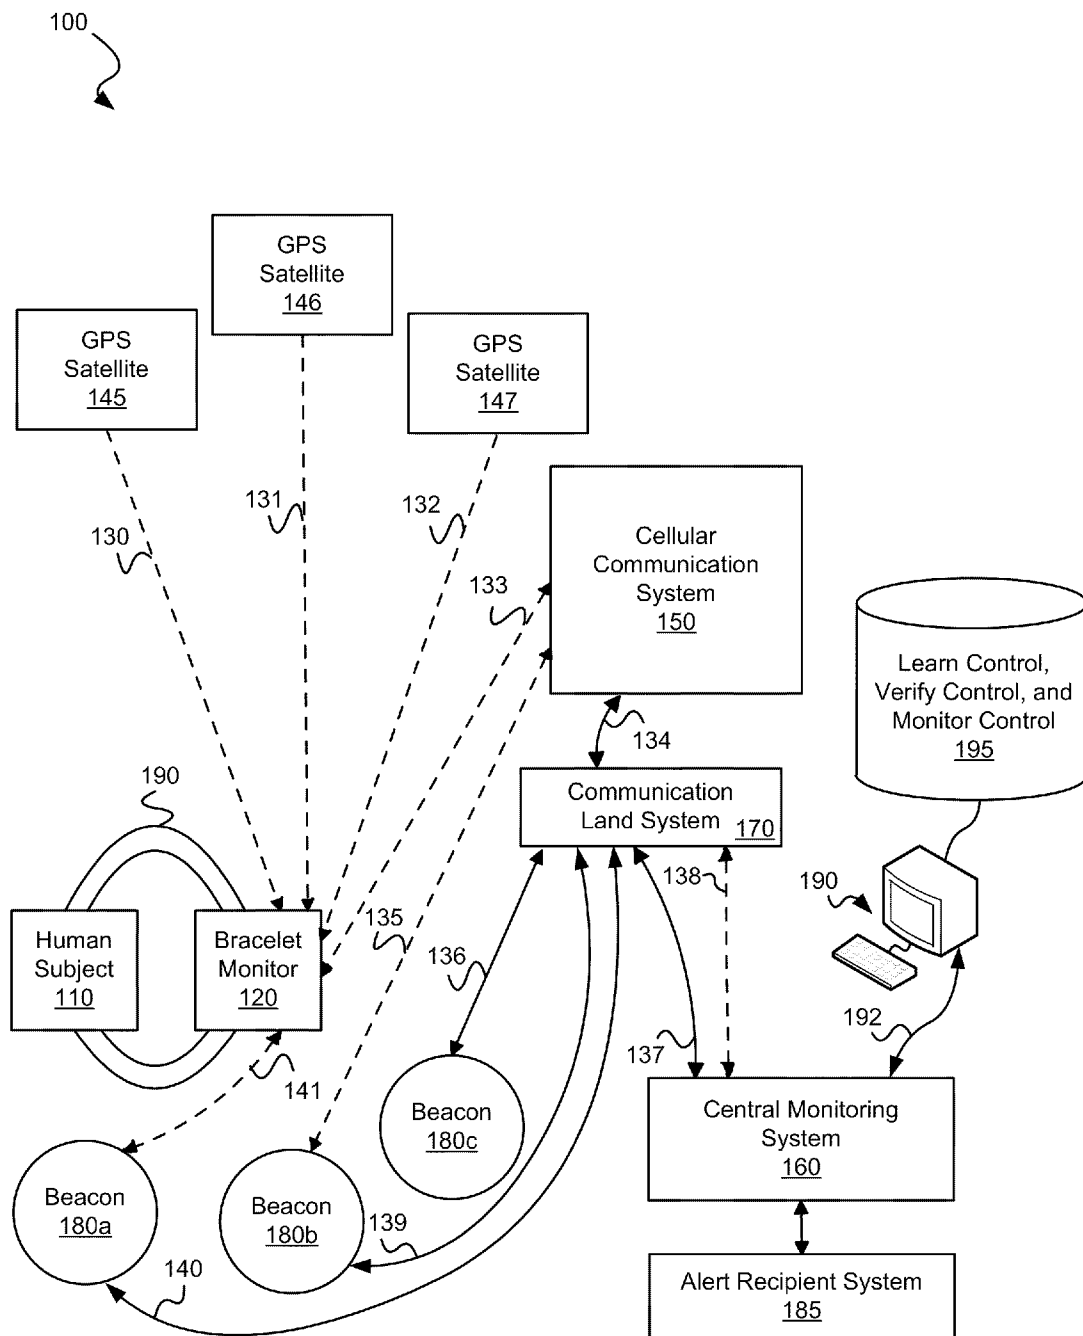 100
GPS
Satellite
146
GPS
Satellite
145
GPS
Satellite
147
131
132
130
133
Cellular
Communication
System
150
Learn Control,
Verify Control, and
Monitor Control
195
134
190
Communication
Land System 170
138
190
135
136
Human
Subject
110
Bracelet
Monitor
120
192
137
141
Beacon
180c
Central Monitoring
System
160
Beacon
180a
Beacon
180b
139
140
Alert Recipient System
185